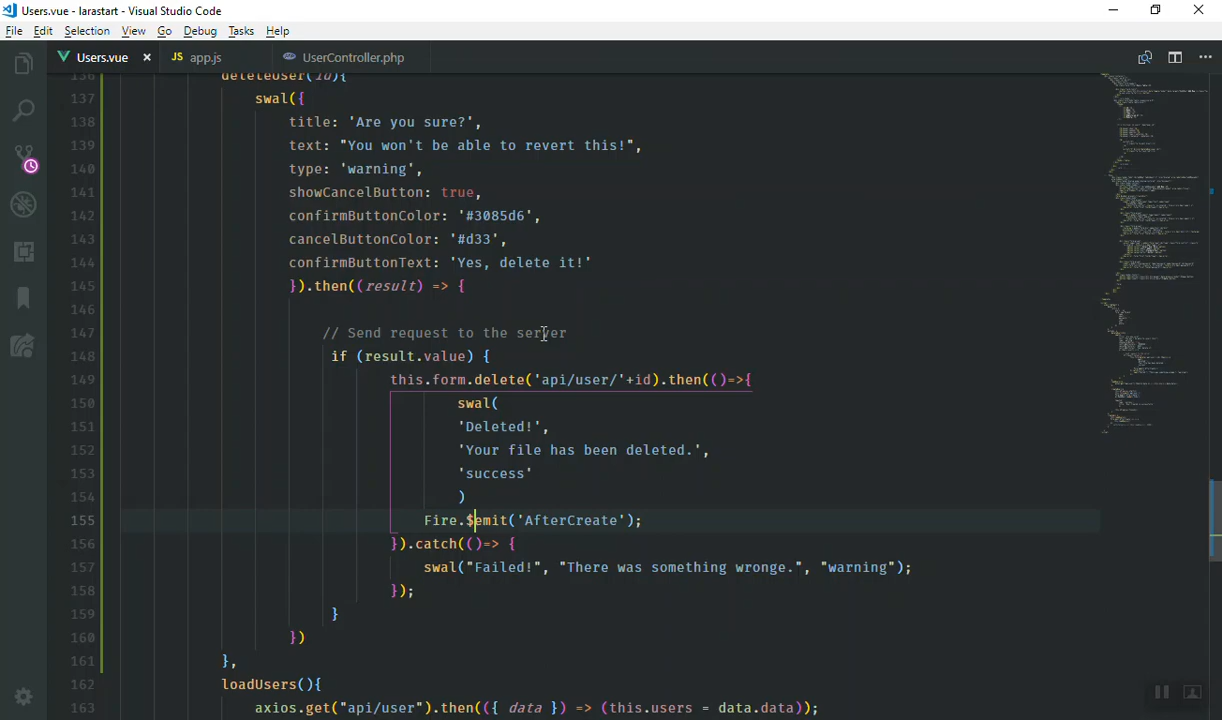 Users.vue - larastart - Visual Studio Code
File Edit Selection View Go Debug Tasks Help
Users.vue × JS app.js UserController.php
136 deleteUser(id){
137 swal({
138 title: 'Are you sure?',
139 text: "You won't be able to revert this!",
140 type: 'warning',
141 showCancelButton: true,
142 confirmButtonColor: '#3085d6',
143 cancelButtonColor: '#d33',
144 confirmButtonText: 'Yes, delete it!'
145 }).then((result) => {
146
147 // Send request to the server
148 if (result.value) {
149 this.form.delete('api/user/'+id).then(()=>{
150 swal(
151 'Deleted!',
152 'Your file has been deleted.',
153 'success'
154 )
155 Fire.$emit('AfterCreate');
156 }).catch(()=> {
157 swal("Failed!", "There was something wronge.", "warning");
158 });
159 }
160 })
161 },
162 loadUsers(){
163 axios.get("api/user").then(({ data }) => (this.users = data.data));